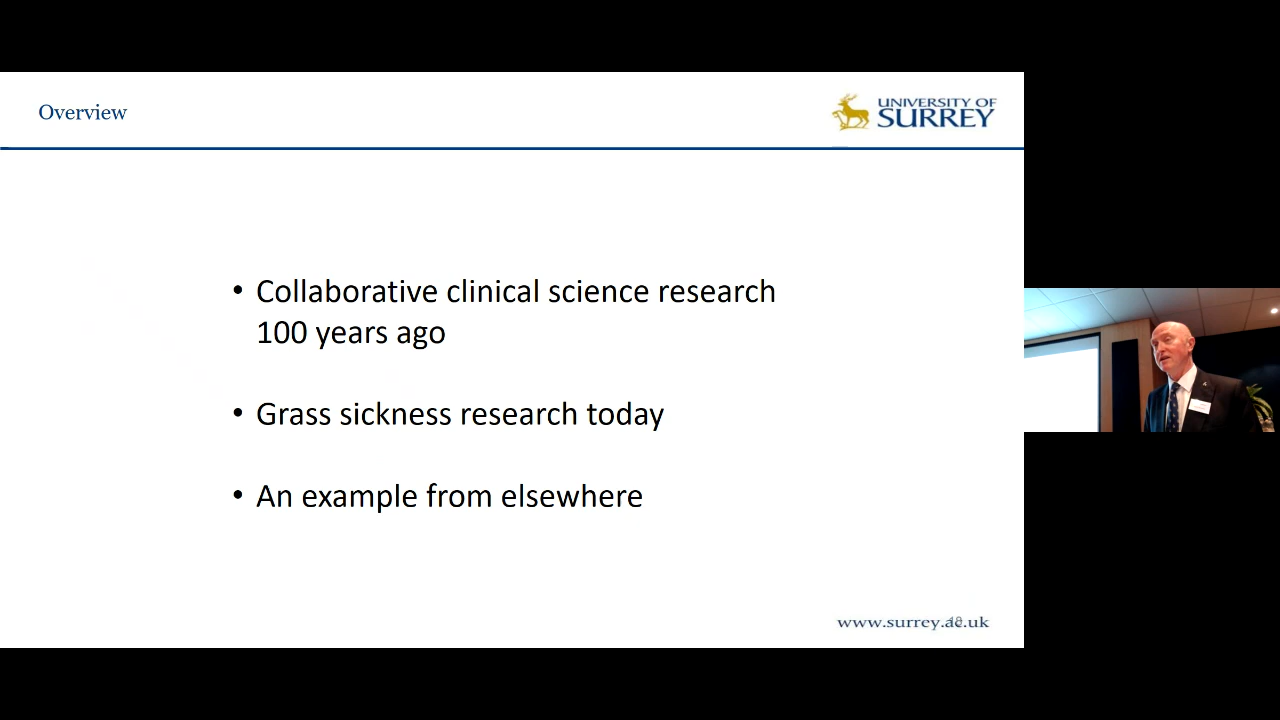 Overview
UNIVERSITY OF
SURREY
• Collaborative clinical science research
100 years ago
• Grass sickness research today
• An example from elsewhere
www.surrey.ac.uk